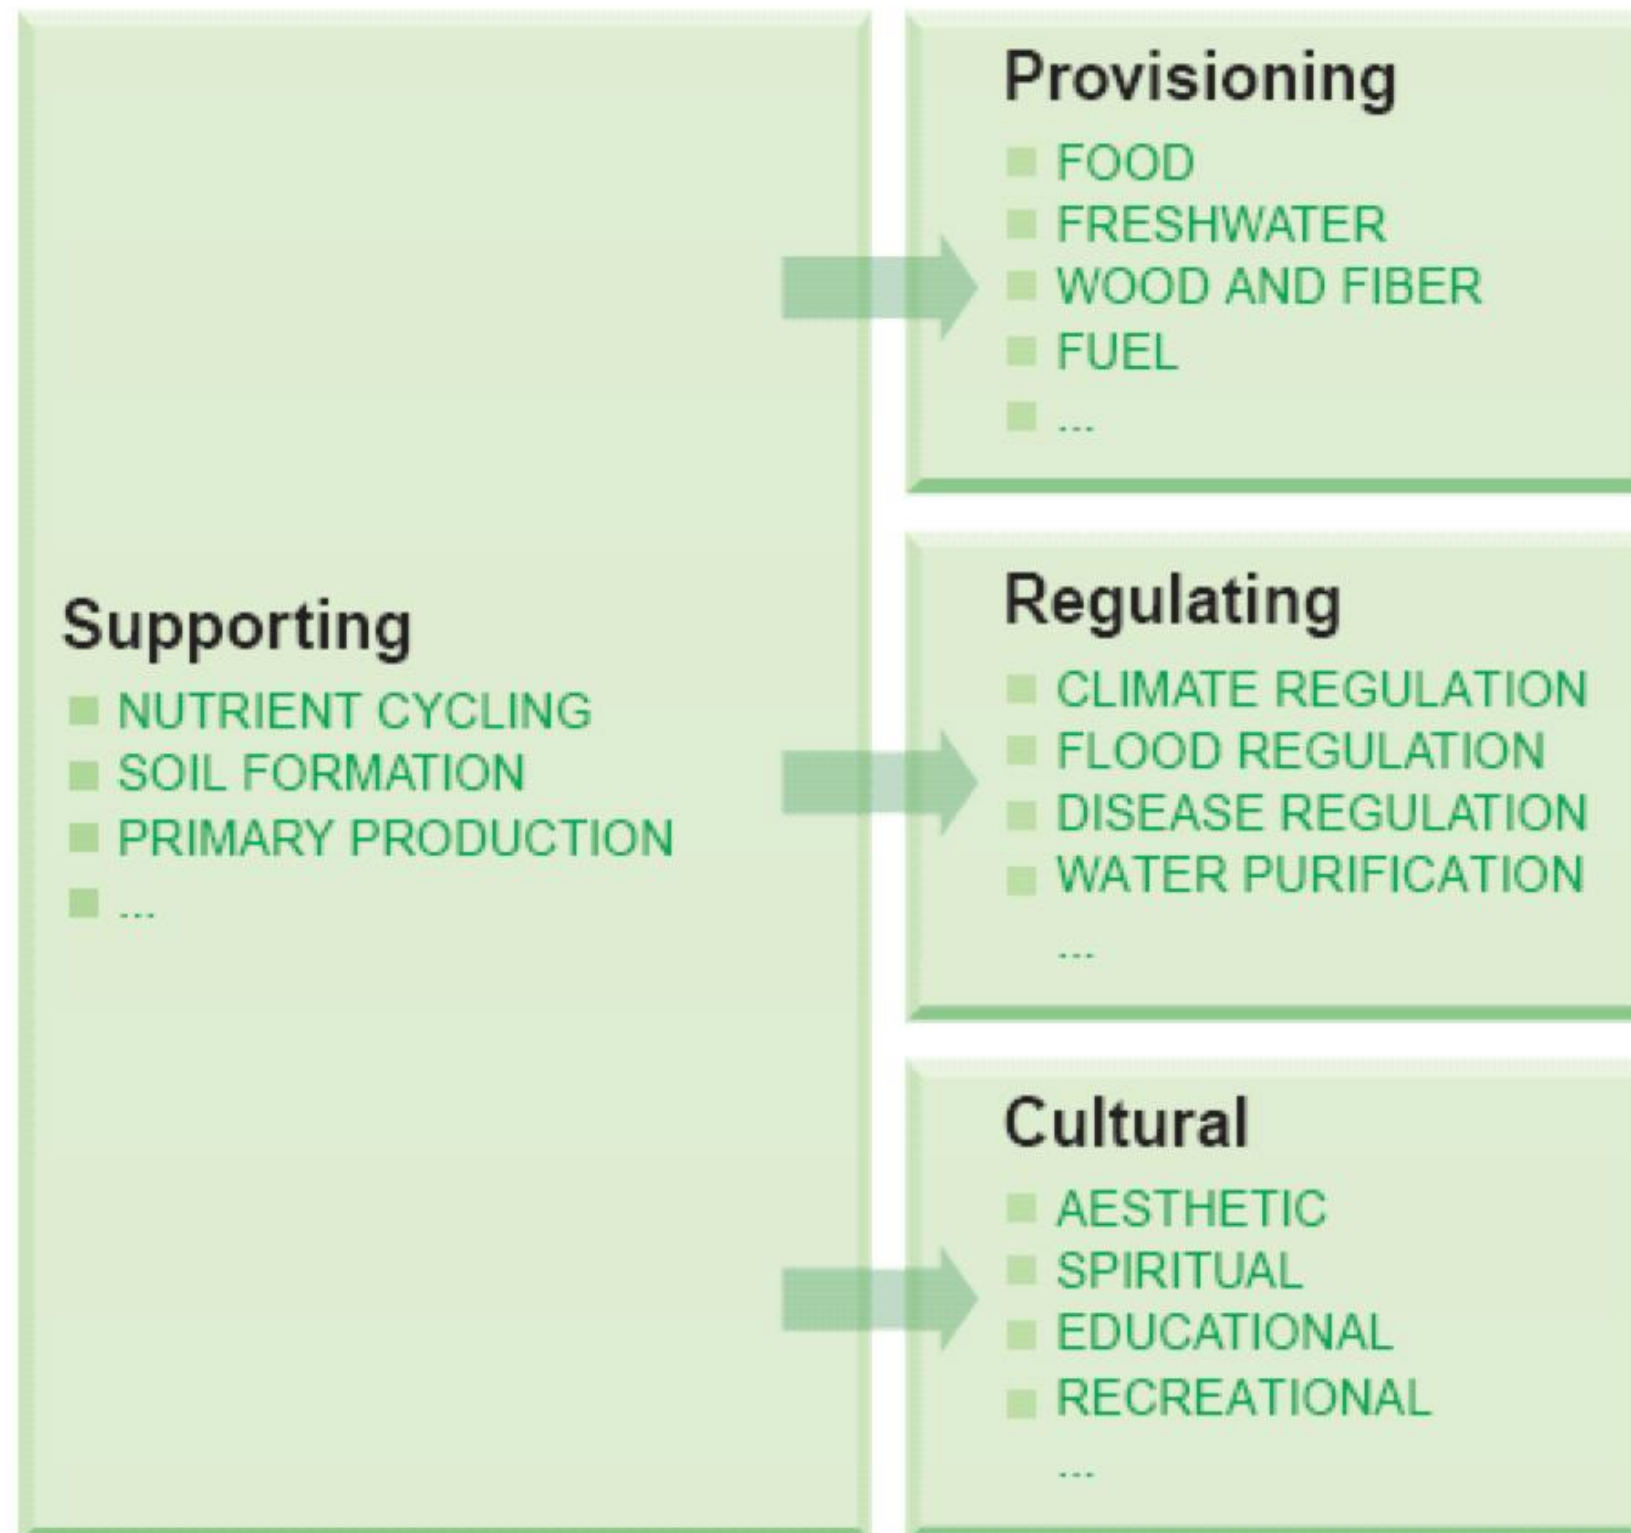 Supporting
NUTRIENT CYCLING
SOIL FORMATION
PRIMARY PRODUCTION
...
Provisioning
FOOD
FRESHWATER
WOOD AND FIBER
FUEL
...
Regulating
CLIMATE REGULATION
FLOOD REGULATION
DISEASE REGULATION
WATER PURIFICATION
...
Cultural
AESTHETIC
SPIRITUAL
EDUCATIONAL
RECREATIONAL
...